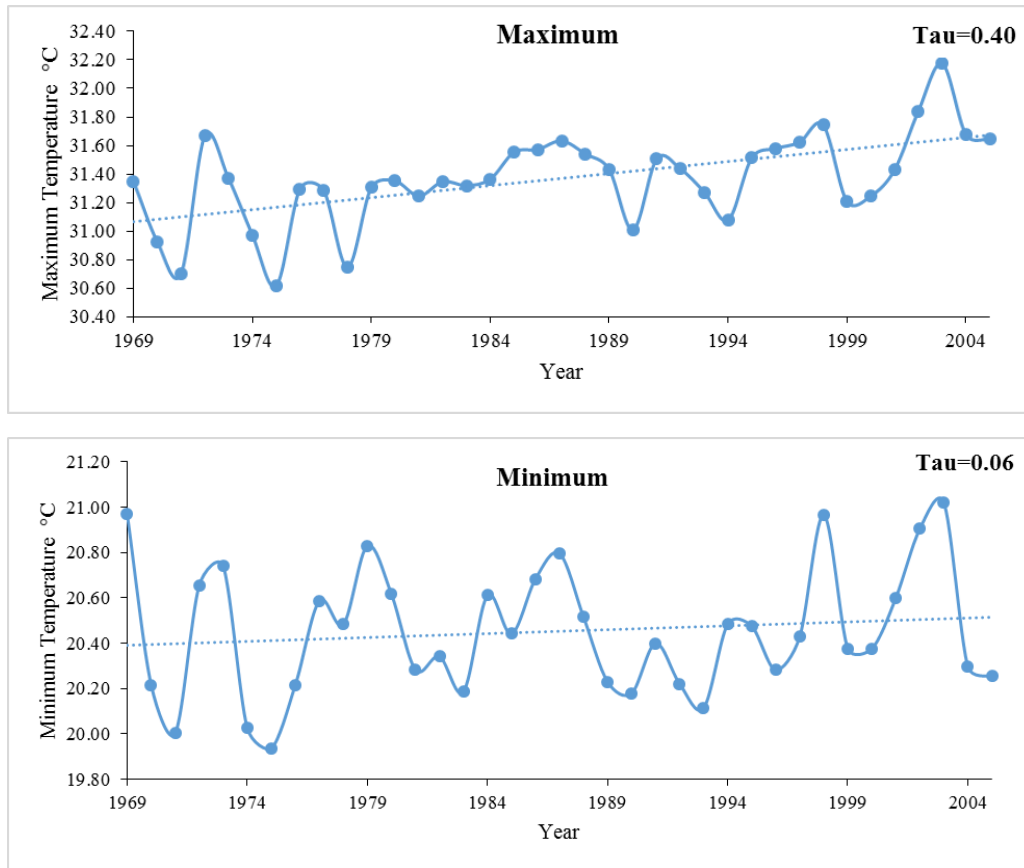 Maximum
Tau=0.40
Maximum Temperature °C
32.40
32.20
32.00
31.80
31.60
31.40
31.20
31.00
30.80
30.60
30.40
1969 1974 1979 1984 1989 1994 1999 2004
Year
Minimum
Tau=0.06
Minimum Temperature °C
21.20
21.00
20.80
20.60
20.40
20.20
20.00
19.80
1969 1974 1979 1984 1989 1994 1999 2004
Year